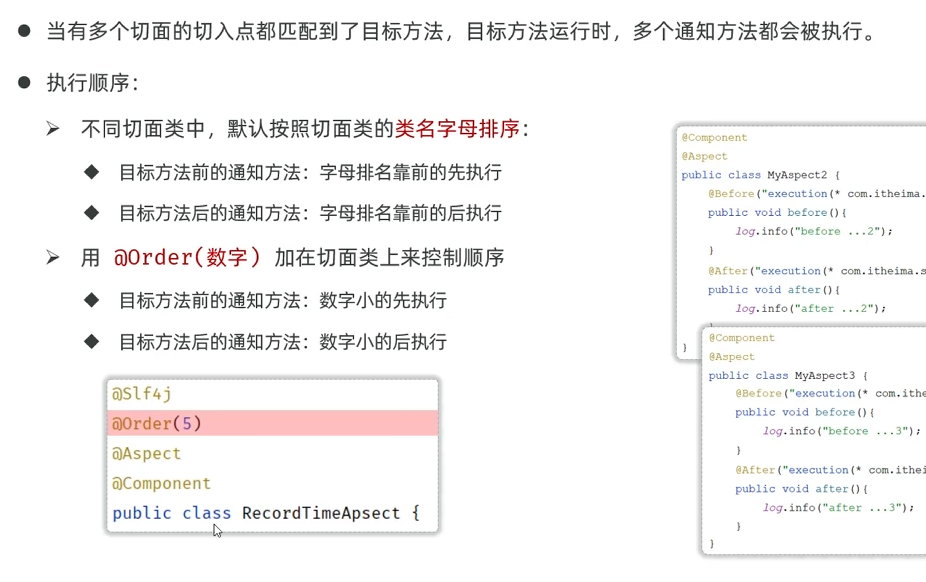 ● 当有多个切面的切入点都匹配到了目标方法，目标方法运行时，多个通知方法都会被执行。
● 执行顺序：
➢ 不同切面类中，默认按照切面类的类名字母排序：
◆ 目标方法前的通知方法：字母排名靠前的先执行
◆ 目标方法后的通知方法：字母排名靠前的后执行
➢ 用 @Order(数字) 加在切面类上来控制顺序
◆ 目标方法前的通知方法：数字小的先执行
◆ 目标方法后的通知方法：数字小的后执行
@Slf4j
@Order(5)
@Aspect
@Component
public class RecordTimeApsect {
@Component
@Aspect
public class MyAspect2 {
@Before("execution(* com.itheima.
public void before(){
log.info("before ...2");
}
@After("execution(* com.itheima.s
public void after(){
log.info("after ...2");
}
@Component
@Aspect
public class MyAspect3 {
@Before("execution(* com.ithe
public void before(){
log.info("before ...3");
}
@After("execution(* com.ithei
public void after(){
log.info("after ...3");
}
}